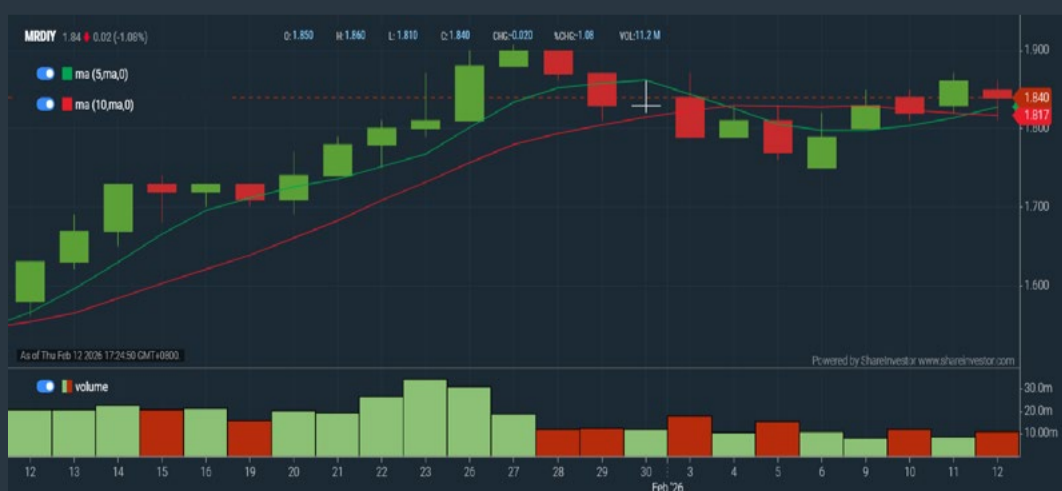 MRDIY 1.84 0.02 (-1.08%) O: 1.850 H: 1.860 L: 1.810 C: 1.840 CHG:-0.020 %CHG:-1.08 VOL:11.2 M
ma (5,ma,0)
ma (10,ma,0)
1.900
1.840
1.817
1.800
1.700
1.600
As of Thu Feb 12 2026 17:24:50 GMT+0800.
Powered by ShareInvestor www.shareinvestor.com
volume
30.0m
20.0m
10.00m
12 13 14 15 16 19 20 21 22 23 26 27 28 29 30 3 4 5 6 9 10 11 12
Feb '26